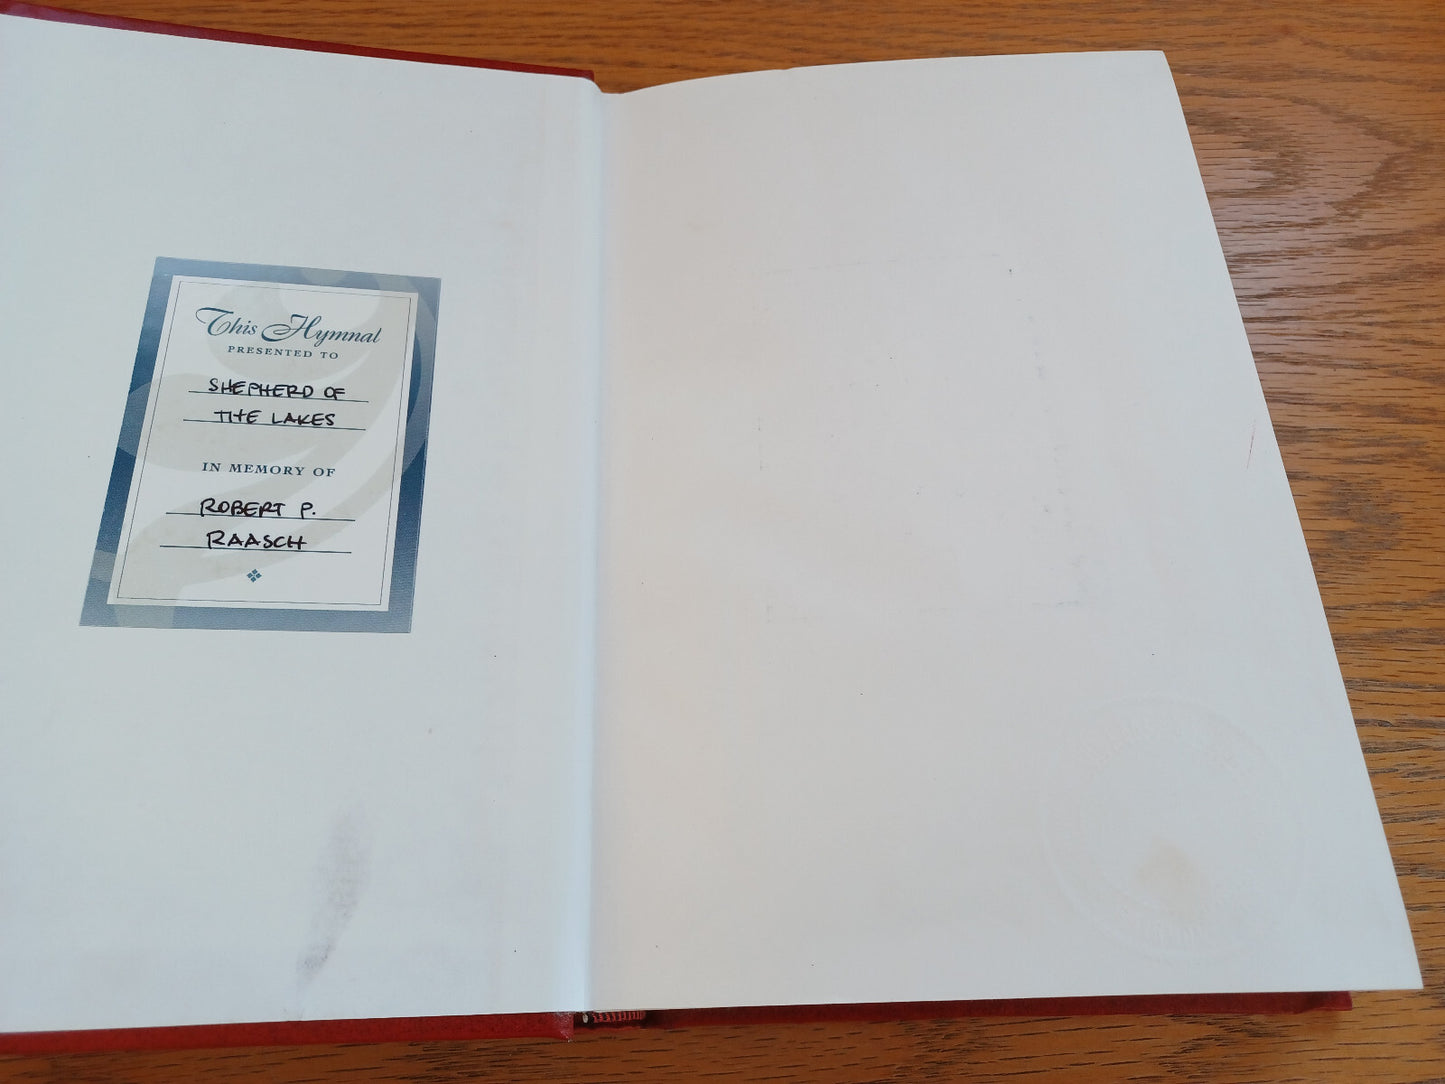 This Hymnal
PRESENTED TO
SHEPHERD OF
THE LAKES
IN MEMORY OF
ROBERT P.
RAASCH